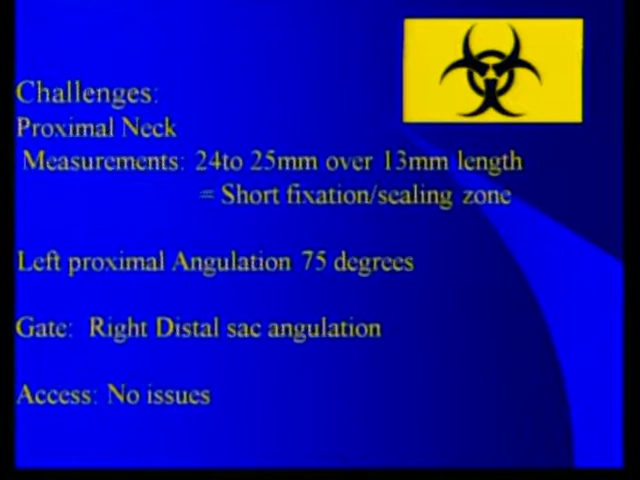 Challenges:
Proximal Neck
Measurements: 24to 25mm over 13mm length
= Short fixation/sealing zone
Left proximal Angulation 75 degrees
Gate: Right Distal sac angulation
Access: No issues